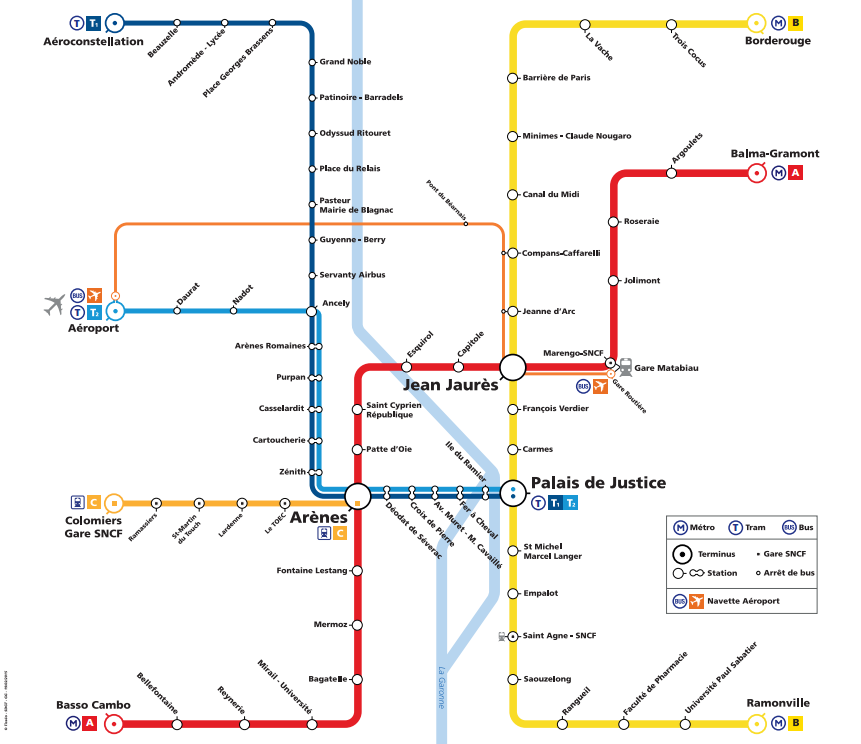 T T1
Aéroconstellation
Beauzelle
Andromède - Lycée
Place Georges Brassens
Grand Noble
Patinoire - Barradels
Odyssud Ritouret
Place du Relais
Pasteur
Mairie de Blagnac
Guyenne - Berry
Servanty Airbus
Ancely
BUS
T T2
Aéroport
Daurat
Nadot
Arènes Romaines
Purpan
Casselardit
Cartoucherie
Zénith
C
Colomiers
Gare SNCF
Ramassiers
St-Martin
du Touch
Lardenne
Le TOEC
Arènes
C
Déodat de Séverac
Croix de Pierre
Av. Muret - M. Cavaillé
Fer à Cheval
Ile du Ramier
Palais de Justice
T T1 T2
La Vache
Trois Cocus
M B
Borderouge
Barrière de Paris
Minimes - Claude Nougaro
Canal du Midi
Compans-Caffarelli
Jeanne d'Arc
Pont du Béarnais
Argoulets
Balma-Gramont
M A
Roseraie
Jolimont
Marengo-SNCF
Gare Matabiau
BUS
Gare Routière
Jean Jaurès
Esquirol
Capitole
Saint Cyprien
République
Patte d'Oie
François Verdier
Carmes
Fontaine Lestang
Mermoz
Bagatelle
Mirail - Université
Reynerie
Bellefontaine
Basso Cambo
M A
St Michel
Marcel Langer
Empalot
Saint Agne - SNCF
Saouzelong
Rangueil
Faculté de Pharmacie
Université Paul Sabatier
Ramonville
M B
La Garonne
M Métro T Tram BUS Bus
Terminus Gare SNCF
Station Arrêt de bus
BUS Navette Aéroport